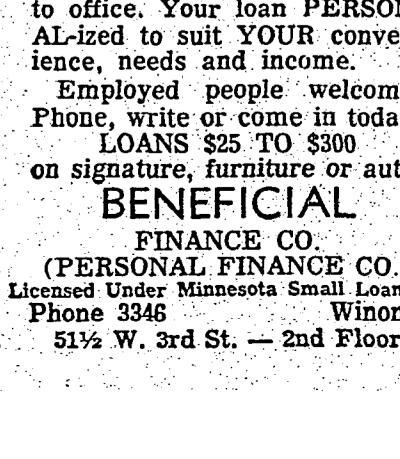 to office. Your loan PERSO
AL-ized to suit YOUR conve
ience, needs and income.
Employed people welcom
Phone, write or come in toda
LOANS $25 TO $300
on signature, furniture or aut
BENEFICIAL
FINANCE CO.
(PERSONAL FINANCE CO.
Licensed Under Minnesota Small Loan
Phone 3346 Winon
51½ W. 3rd St. — 2nd Floor